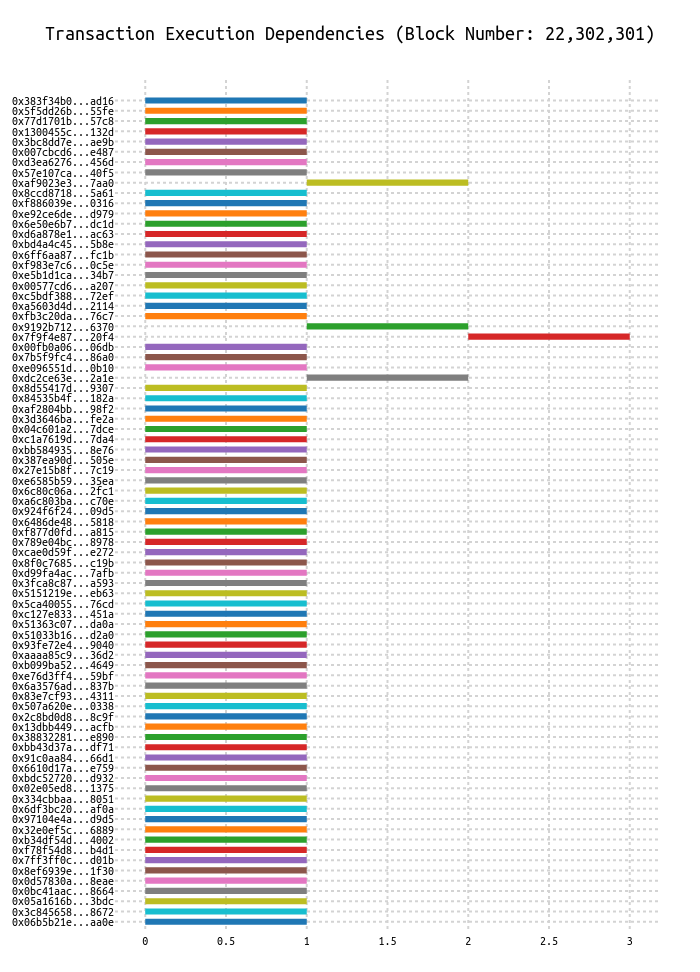 Transaction Execution Dependencies (Block Number: 22,302,301)
0x383f34b0...ad16
0x5f5dd26b...55fe
0x77d1701b...57c8
0x1300455c...132d
0x3bc8dd7e...ae9b
0x007cbcd6...e487
0xd3ea6276...456d
0x57e107ca...40f5
0xaf9023e3...7aa0
0x8ccd8718...5a61
0xf886039e...0316
0xe92ce6de...d979
0x6e50e6b7...dc1d
0xd6a878e1...ac63
0xbd4a4c45...5b8e
0x6ff6aa87...fc1b
0xf983e7c6...0c5e
0xe5b1d1ca...34b7
0x00577cd6...a207
0xc5bdf388...72ef
0xa5603d4d...2114
0xfb3c20da...76c7
0x9192b712...6370
0x7f9f4e87...20f4
0x00fb0a06...06db
0x7b5f9fc4...86a0
0xe096551d...0b10
0xdc2ce63e...2a1e
0x8d55417d...9307
0x84535b4f...182a
0xaf2804bb...98f2
0x3d3646ba...fe2a
0x04c601a2...7dce
0xc1a7619d...7da4
0xbb584935...8e76
0x387ea90d...505e
0x27e15b8f...7c19
0xe6585b59...35ea
0x6c80c06a...2fc1
0xa6c803ba...c70e
0x924f6f24...09d5
0x6486de48...5818
0xf877d0fd...a815
0x789e04bc...8978
0xcae0d59f...e272
0x8f0c7685...c19b
0xd99fa4ac...7afb
0x3fca8c87...a593
0x5151219e...eb63
0x5ca40055...76cd
0xc127e833...451a
0x51363c07...da0a
0x51033b16...d2a0
0x93fe72e4...9040
0xaaaa85c9...36d2
0xb099ba52...4649
0xe76d3ff4...59bf
0x6a3576ad...837b
0x83e7cf93...4311
0x507a620e...0338
0x2c8bd0d8...8c9f
0x13dbb449...acfb
0x38832281...e890
0xbb43d37a...df71
0x91c0aa84...66d1
0x6610d17a...e759
0xbdc52720...d932
0x02e05ed8...1375
0x334cbbaa...8051
0x6df3bc20...af0a
0x97104e4a...d9d5
0x32e0ef5c...6889
0xb34df54d...4002
0xf78f54d8...b4d1
0x7ff3ff0c...d01b
0x8ef6939e...1f30
0x0d57830a...8eae
0x0bc41aac...8664
0x05a1616b...3bdc
0x3c845658...8672
0x06b5b21e...aa0e
0 0.5 1 1.5 2 2.5 3